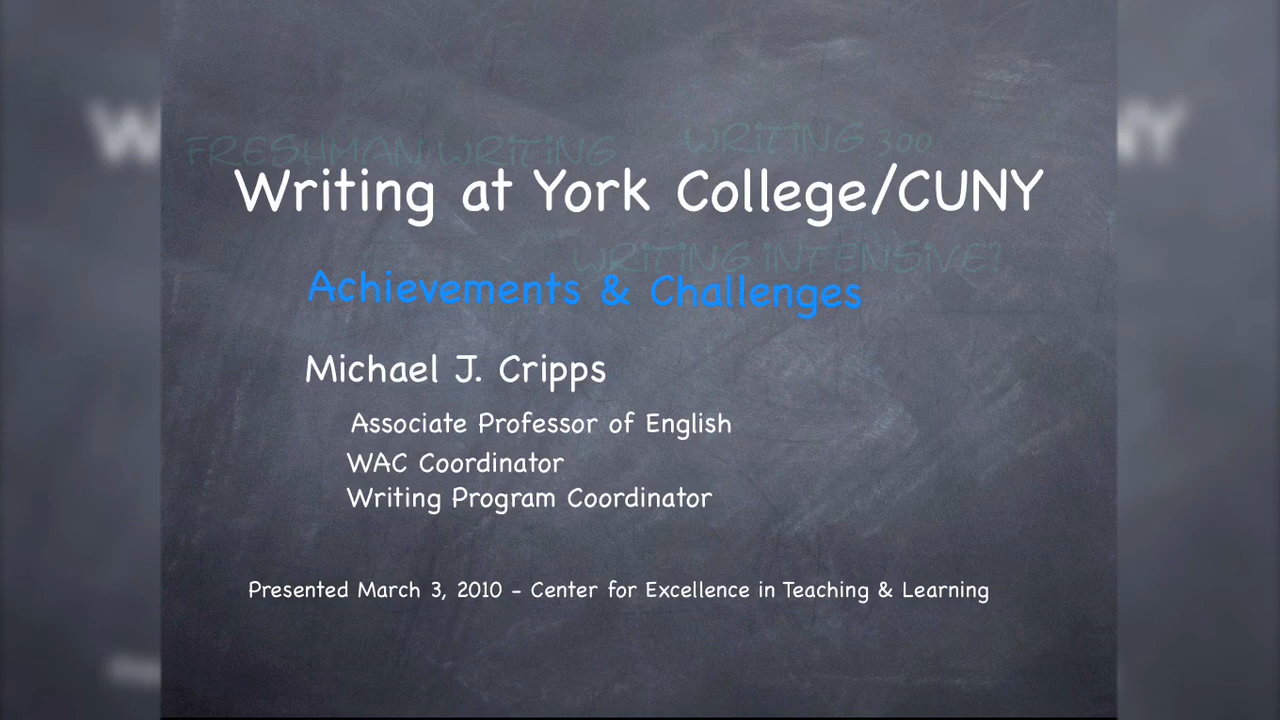 FRESHMAN WRITING
WRITING 300
Writing at York College/CUNY
WRITING INTENSIVE?
Achievements & Challenges
Michael J. Cripps
Associate Professor of English
WAC Coordinator
Writing Program Coordinator
Presented March 3, 2010 - Center for Excellence in Teaching & Learning